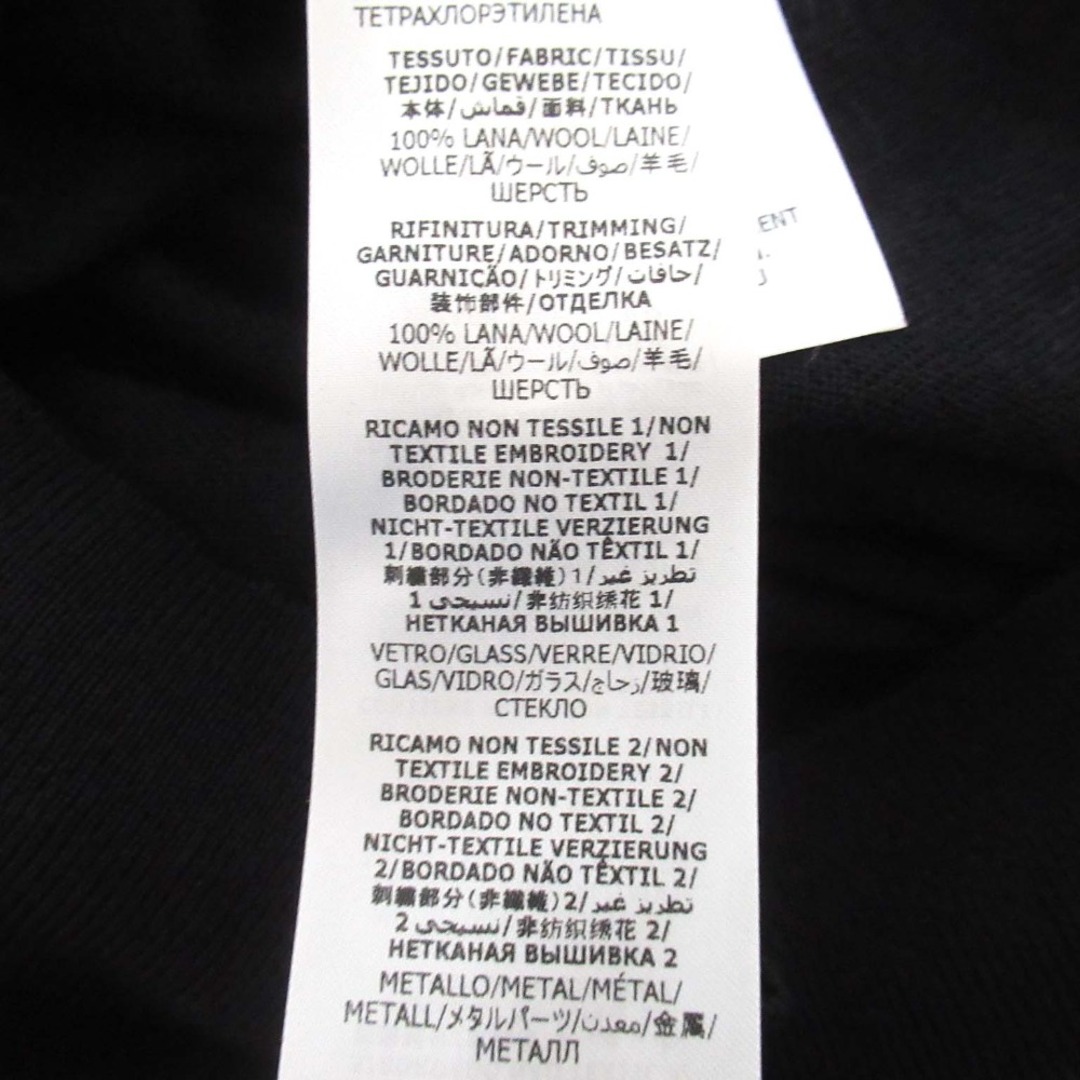 ТЕТРАХЛОРЭТИЛЕНА
TESSUTO/FABRIC/TISSU/
TEJIDO/GEWEBE/TECIDO/
本体/قماش/面料/ТКАНЬ
100% LANA/WOOL/LAINE/
WOLLE/LÃ/ウール/صوف/羊毛/
ШЕРСТЬ
RIFINITURA/TRIMMING/
GARNITURE/ADORNO/BESATZ/
GUARNICÃO/トリミング/حافات/
装饰部件/ОТДЕЛКА
100% LANA/WOOL/LAINE/
WOLLE/LÃ/ウール/صوف/羊毛/
ШЕРСТЬ
RICAMO NON TESSILE 1/NON
TEXTILE EMBROIDERY 1/
BRODERIE NON-TEXTILE 1/
BORDADO NO TEXTIL 1/
NICHT-TEXTILE VERZIERUNG
1/BORDADO NÃO TÊXTIL 1/
刺繍部分(非繊維)1/تطريز غير
نسيجي 1/非纺织绣花 1/
НЕТКАНАЯ ВЫШИВКА 1
VETRO/GLASS/VERRE/VIDRIO/
GLAS/VIDRO/ガラス/زجاج/玻璃/
СТЕКЛО
RICAMO NON TESSILE 2/NON
TEXTILE EMBROIDERY 2/
BRODERIE NON-TEXTILE 2/
BORDADO NO TEXTIL 2/
NICHT-TEXTILE VERZIERUNG
2/BORDADO NÃO TÊXTIL 2/
刺繍部分(非繊維)2/تطريز غير
نسيجي 2/非纺织绣花 2/
НЕТКАНАЯ ВЫШИВКА 2
METALLO/METAL/MÉTAL/
METALL/メタルパーツ/معدن/金属/
МЕТАЛЛ